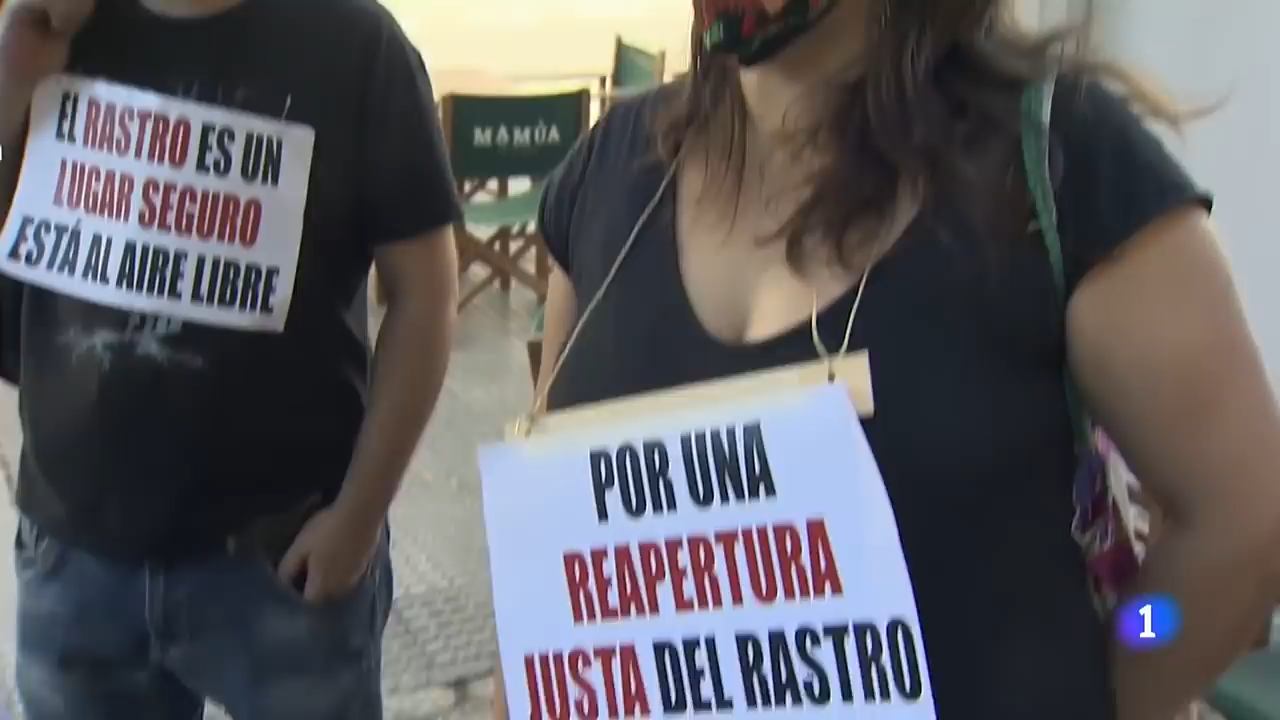 EL RASTRO ES UN
LUGAR SEGURO
ESTÁ AL AIRE LIBRE
MAMÚA
POR UNA
REAPERTURA
JUSTA DEL RASTRO
1